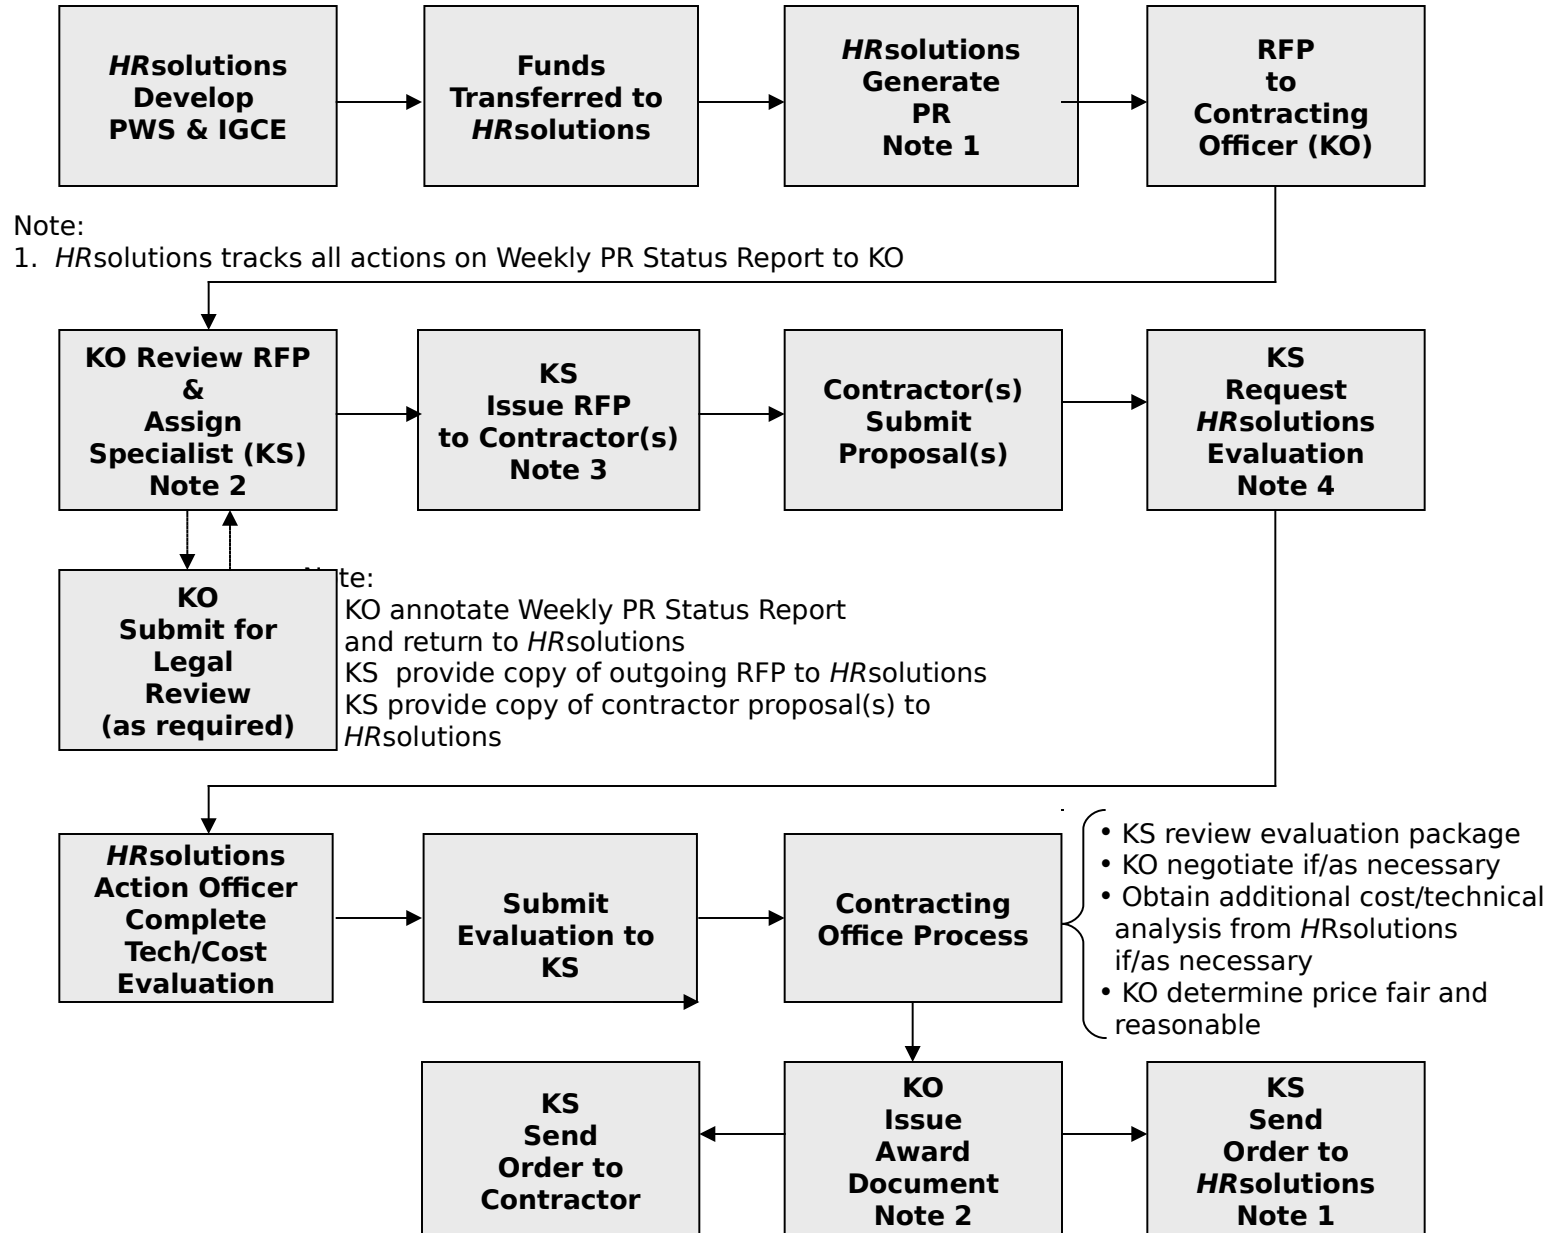 HRsolutions
Develop
PWS & IGCE
Funds
Transferred to
HRsolutions
HRsolutions
Generate
PR
Note 1
RFP
to
Contracting
Officer (KO)
Note:
1. HRsolutions tracks all actions on Weekly PR Status Report to KO
KO Review RFP
&
Assign
Specialist (KS)
Note 2
KS
Issue RFP
to Contractor(s)
Note 3
Contractor(s)
Submit
Proposal(s)
KS
Request
HRsolutions
Evaluation
Note 4
KO
Submit for
Legal
Review
(as required)
te:
KO annotate Weekly PR Status Report
and return to HRsolutions
KS provide copy of outgoing RFP to HRsolutions
KS provide copy of contractor proposal(s) to
HRsolutions
HRsolutions
Action Officer
Complete
Tech/Cost
Evaluation
Submit
Evaluation to
KS
Contracting
Office Process
• KS review evaluation package
• KO negotiate if/as necessary
• Obtain additional cost/technical
analysis from HRsolutions
if/as necessary
• KO determine price fair and
reasonable
KS
Send
Order to
Contractor
KO
Issue
Award
Document
Note 2
KS
Send
Order to
HRsolutions
Note 1